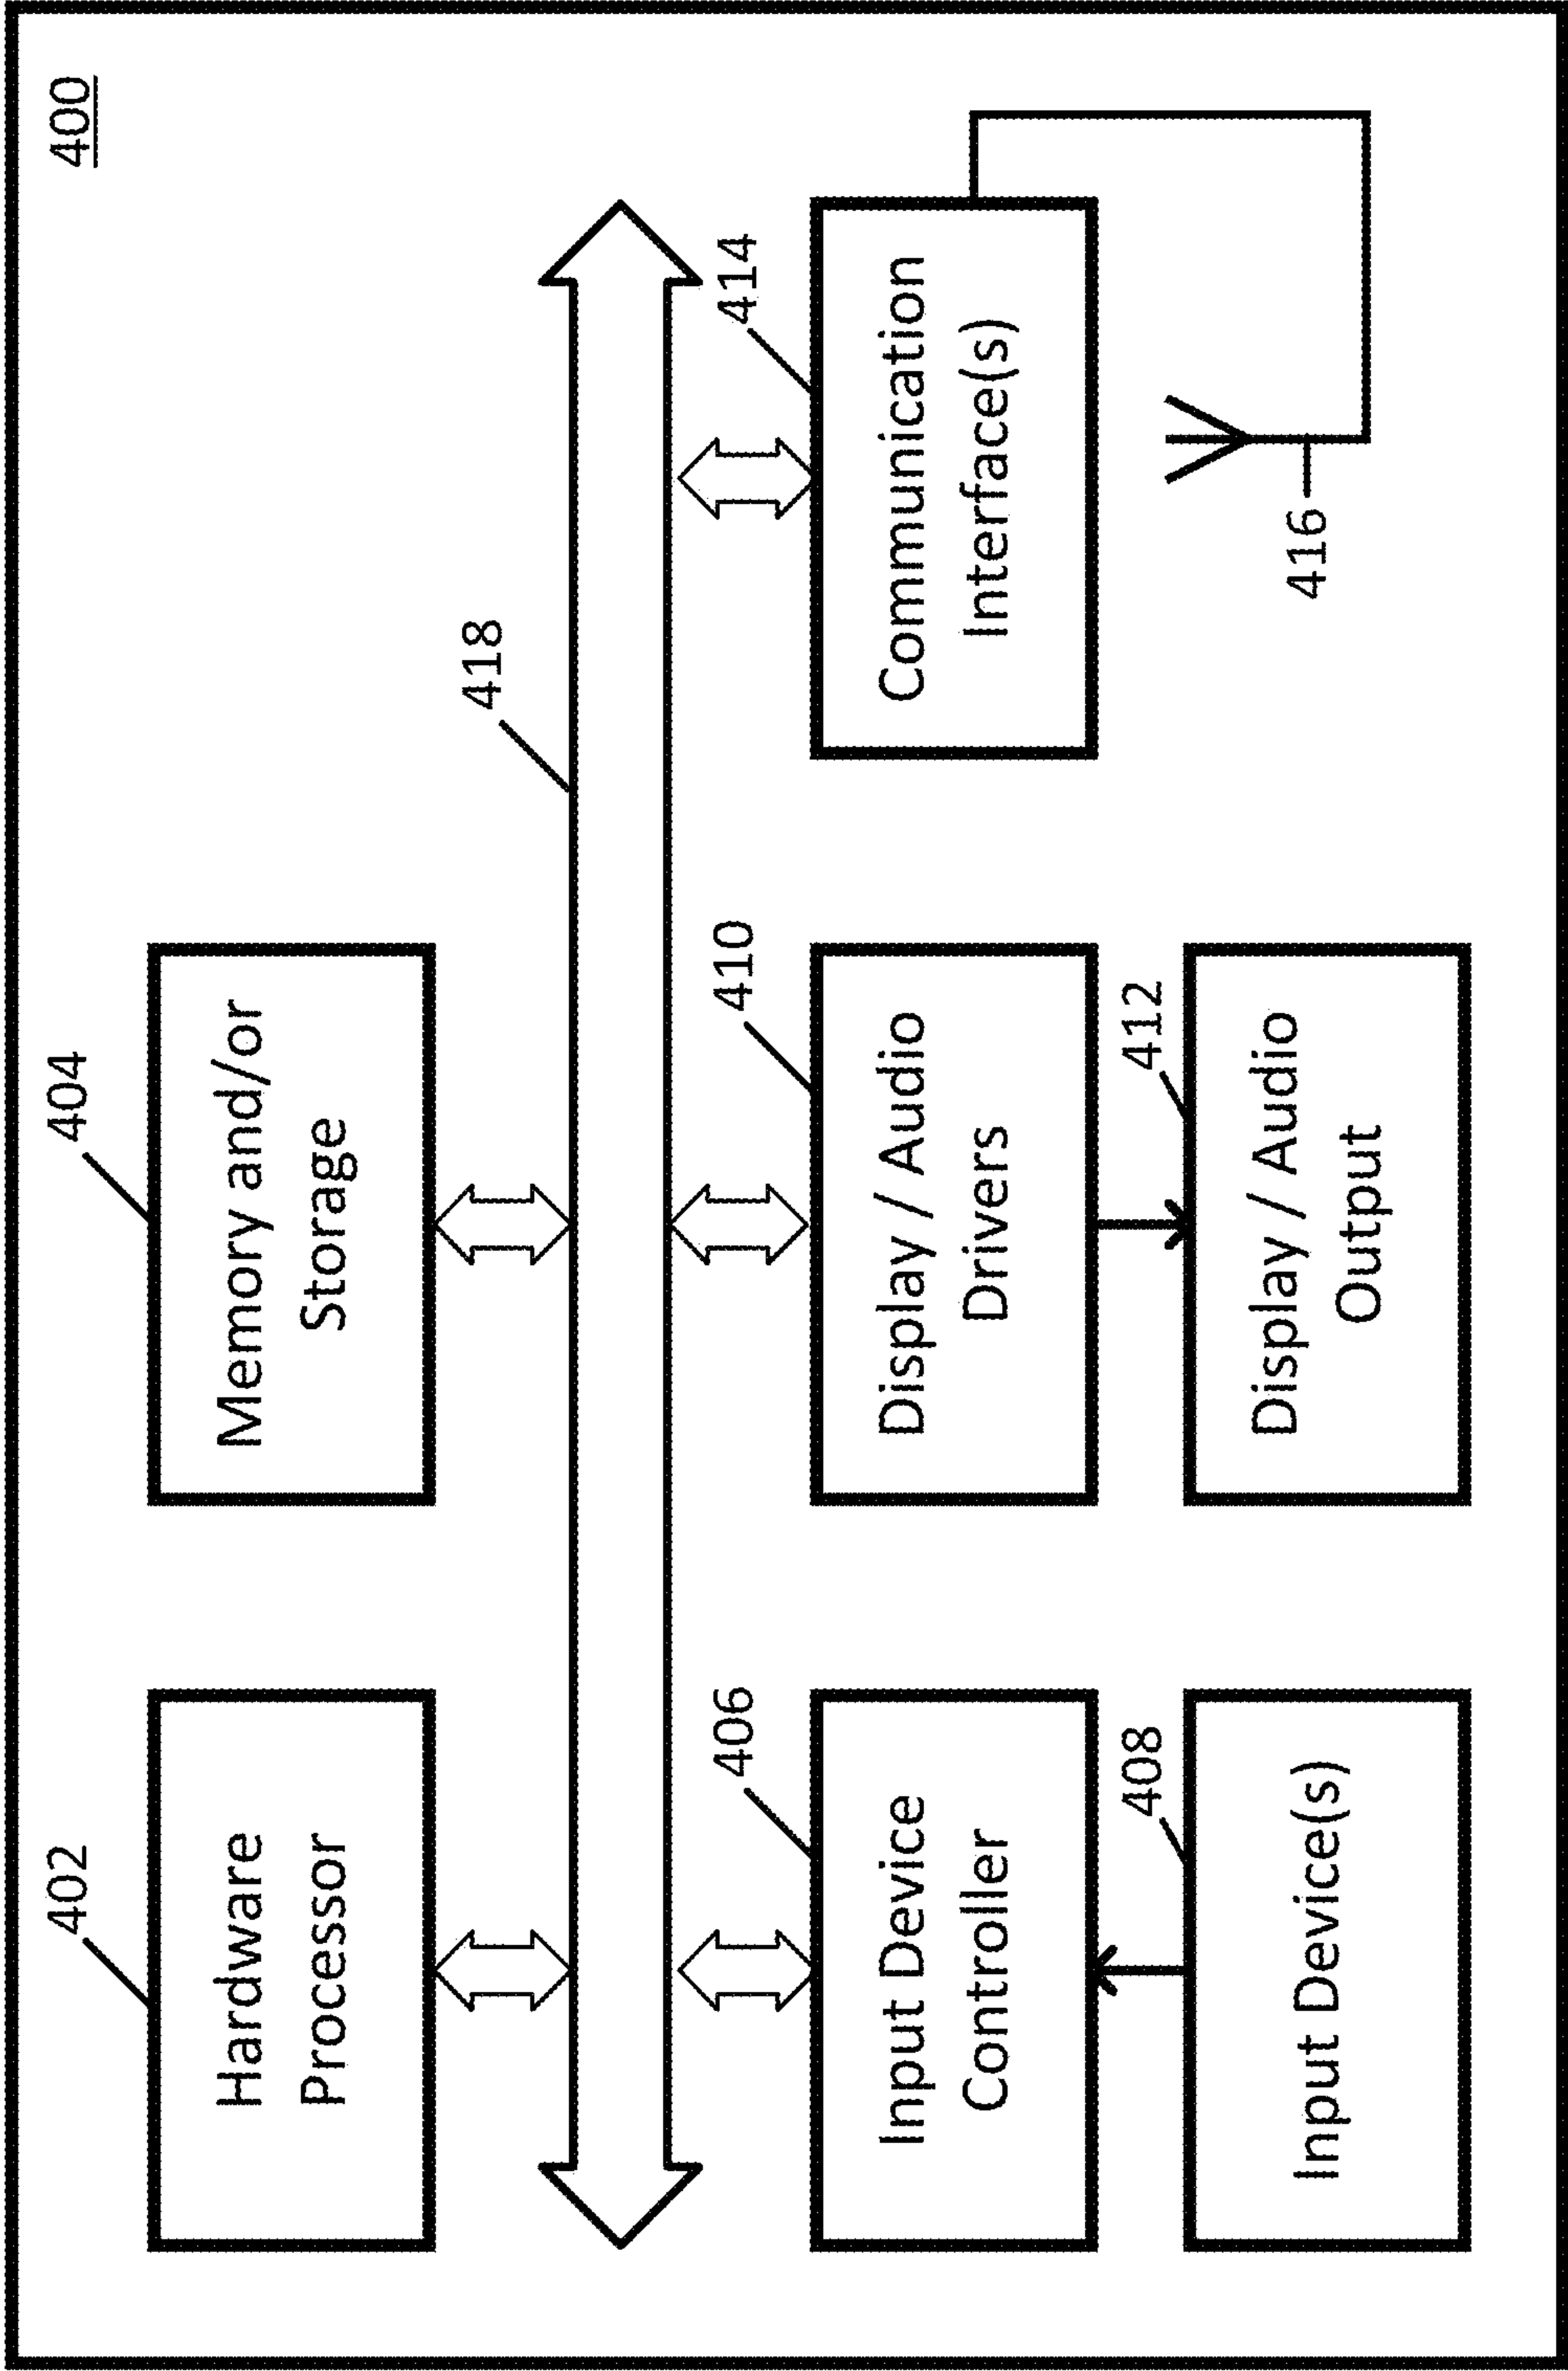 400
402
Hardware
Processor
404
Memory and/or
Storage
418
406
Input Device
Controller
410
Display / Audio
Drivers
414
Communication
Interface(s)
408
Input Device(s)
412
Display / Audio
Output
416